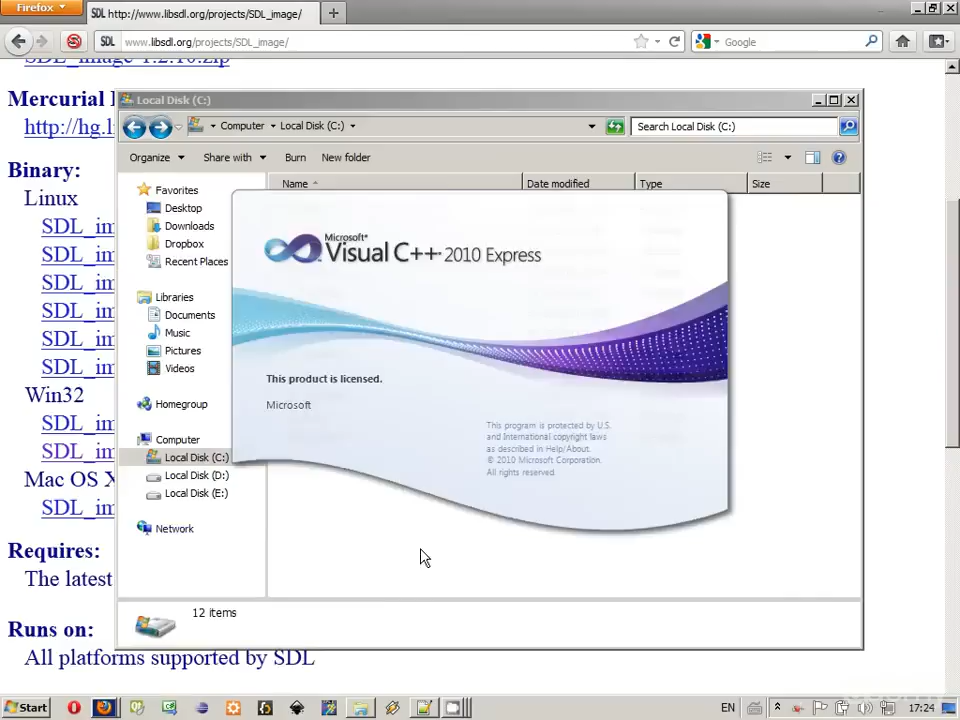 Firefox
SDL http://www.libsdl.org/projects/SDL_image/
SDL www.libsdl.org/projects/SDL_image/
Google
SDL_image-1.2.10.zip
Mercurial
http://hg.l
Binary:
Linux
SDL_im
SDL_im
SDL_im
SDL_im
SDL_im
SDL_im
Win32
SDL_im
SDL_im
Mac OS X
SDL_im
Requires:
The latest
Runs on:
All platforms supported by SDL
Local Disk (C:)
Computer
Local Disk (C:)
Search Local Disk (C:)
Organize
Share with
Burn
New folder
Name
Date modified
Type
Size
Favorites
Desktop
Downloads
Dropbox
Recent Places
Libraries
Documents
Music
Pictures
Videos
Homegroup
Computer
Local Disk (C:)
Local Disk (D:)
Local Disk (E:)
Network
12 items
Microsoft®
Visual C++ 2010 Express
This product is licensed.
Microsoft
This program is protected by U.S.
and International copyright laws
as described in Help/About.
© 2010 Microsoft Corporation.
All rights reserved.
Start
EN
17:24